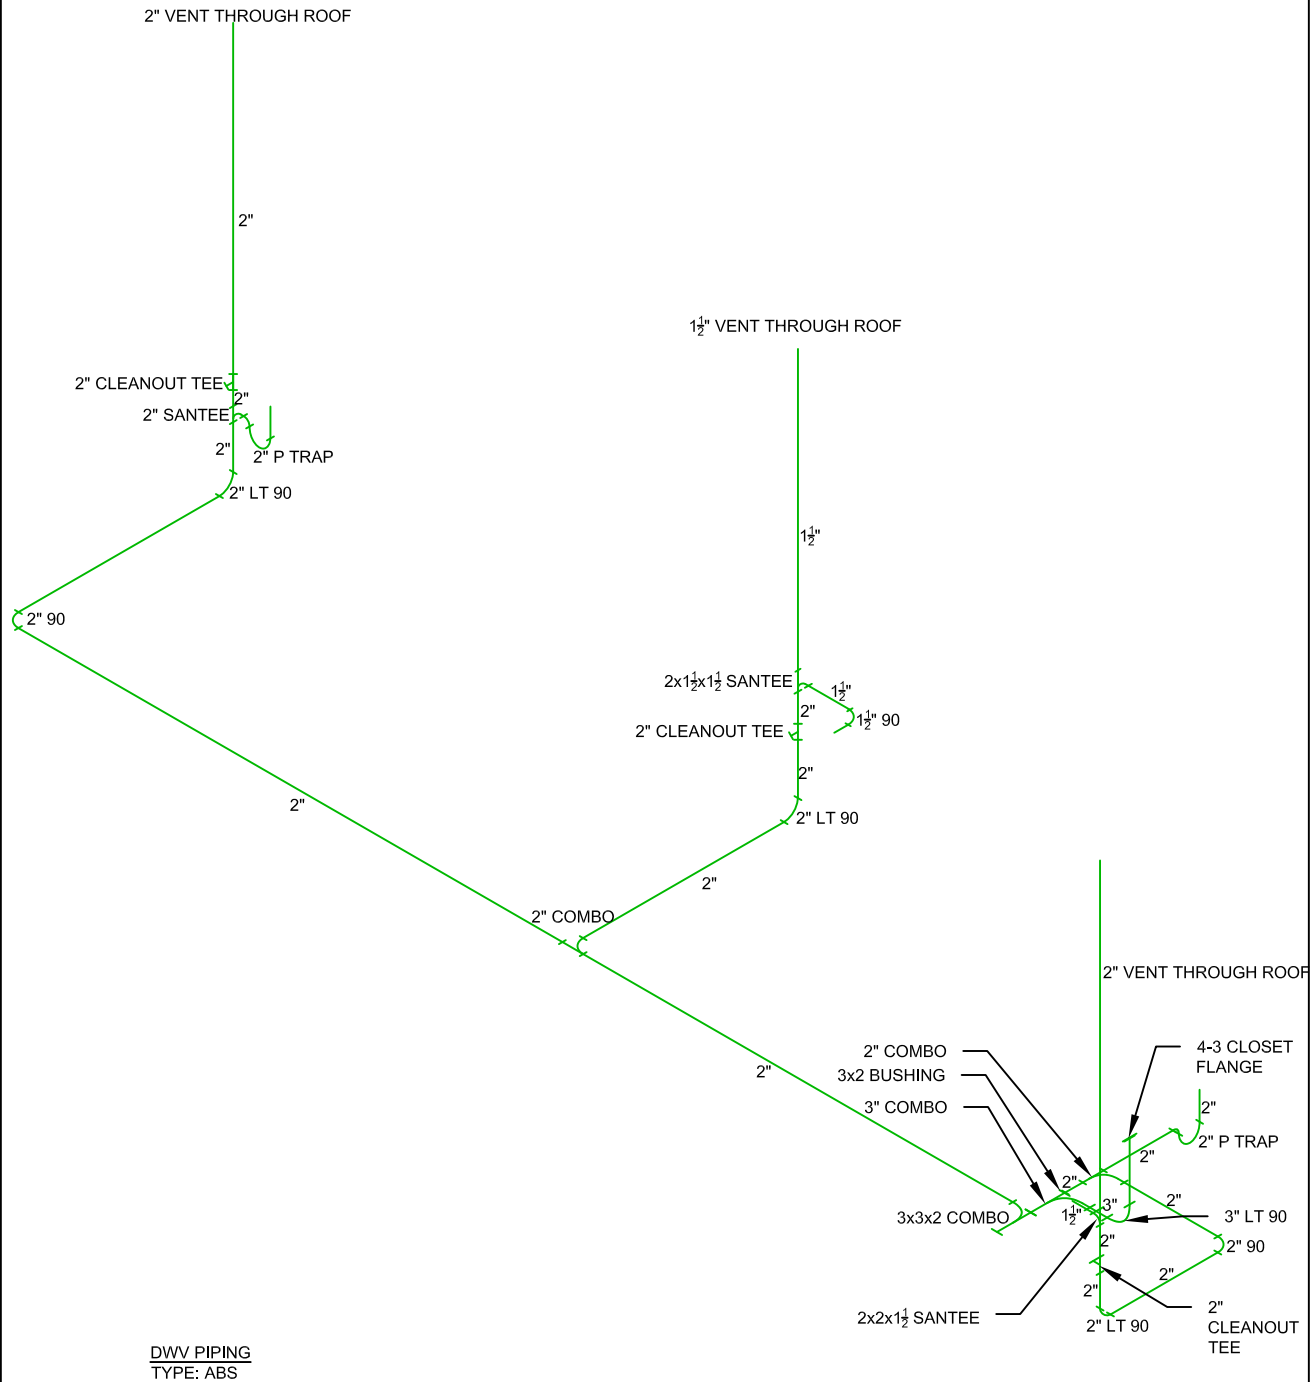 2" VENT THROUGH ROOF
2"
1½" VENT THROUGH ROOF
2" CLEANOUT TEE
2"
2" SANTEE
2"
2" P TRAP
2" LT 90
1½"
2" 90
2x1½x1½ SANTEE
1½"
2"
1½" 90
2" CLEANOUT TEE
2"
2"
2" LT 90
2"
2" COMBO
2" VENT THROUGH ROOF
2" COMBO
4-3 CLOSET
FLANGE
3x2 BUSHING
2"
3" COMBO
2"
2" P TRAP
2"
2"
2"
3"
1½"
3x3x2 COMBO
3" LT 90
2"
2" 90
2"
2"
2x2x1½ SANTEE
2" LT 90
2"
CLEANOUT
TEE
DWV PIPING
TYPE: ABS